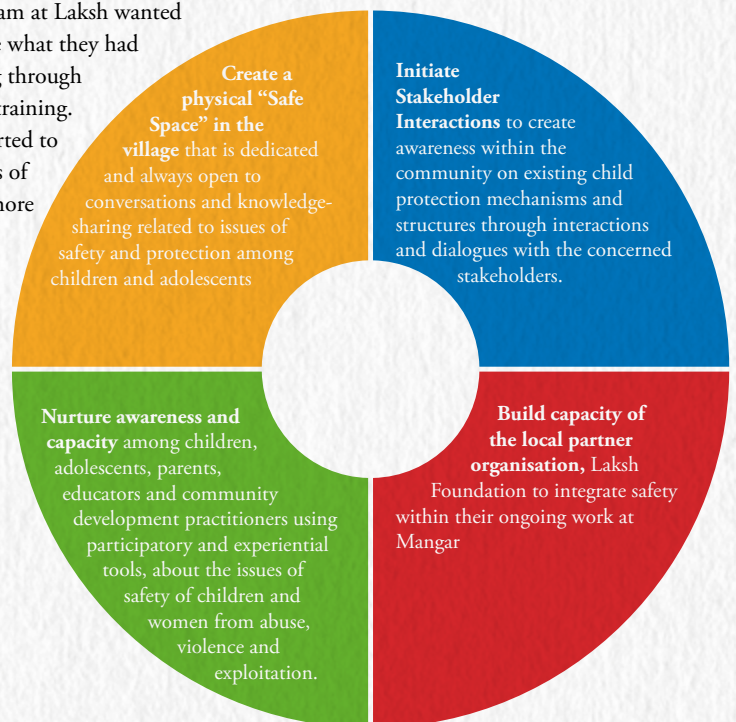 am at Laksh wanted
e what they had
g through
training.
rted to
s of
more
Create a
physical “Safe
Space” in the
village that is dedicated
and always open to
conversations and knowledge-
sharing related to issues of
safety and protection among
children and adolescents
Initiate
Stakeholder
Interactions to create
awareness within the
community on existing child
protection mechanisms and
structures through interactions
and dialogues with the concerned
stakeholders.
Nurture awareness and
capacity among children,
adolescents, parents,
educators and community
development practitioners using
participatory and experiential
tools, about the issues of
safety of children and
women from abuse,
violence and
exploitation.
Build capacity of
the local partner
organisation, Laksh
Foundation to integrate safety
within their ongoing work at
Mangar